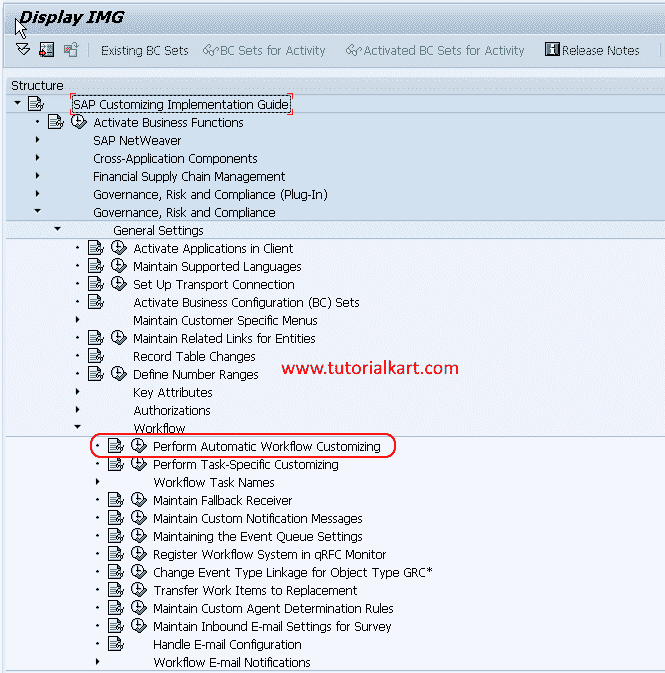 Display IMG
Existing BC Sets BC Sets for Activity Activated BC Sets for Activity Release Notes
Structure
SAP Customizing Implementation Guide
Activate Business Functions
SAP NetWeaver
Cross-Application Components
Financial Supply Chain Management
Governance, Risk and Compliance (Plug-In)
Governance, Risk and Compliance
General Settings
Activate Applications in Client
Maintain Supported Languages
Set Up Transport Connection
Activate Business Configuration (BC) Sets
Maintain Customer Specific Menus
Maintain Related Links for Entities
Record Table Changes
Define Number Ranges
www.tutorialkart.com
Key Attributes
Authorizations
Workflow
Perform Automatic Workflow Customizing
Perform Task-Specific Customizing
Workflow Task Names
Maintain Fallback Receiver
Maintain Custom Notification Messages
Maintaining the Event Queue Settings
Register Workflow System in qRFC Monitor
Change Event Type Linkage for Object Type GRC*
Transfer Work Items to Replacement
Maintain Custom Agent Determination Rules
Maintain Inbound E-mail Settings for Survey
Handle E-mail Configuration
Workflow E-mail Notifications